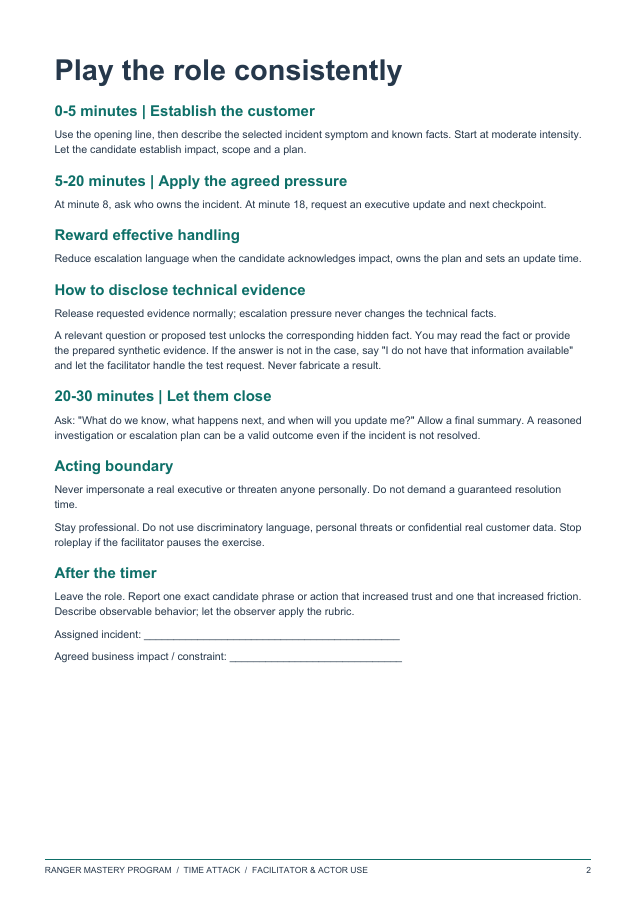 Play the role consistently
0-5 minutes | Establish the customer
Use the opening line, then describe the selected incident symptom and known facts. Start at moderate intensity.
Let the candidate establish impact, scope and a plan.
5-20 minutes | Apply the agreed pressure
At minute 8, ask who owns the incident. At minute 18, request an executive update and next checkpoint.
Reward effective handling
Reduce escalation language when the candidate acknowledges impact, owns the plan and sets an update time.
How to disclose technical evidence
Release requested evidence normally; escalation pressure never changes the technical facts.
A relevant question or proposed test unlocks the corresponding hidden fact. You may read the fact or provide
the prepared synthetic evidence. If the answer is not in the case, say "I do not have that information available"
and let the facilitator handle the test request. Never fabricate a result.
20-30 minutes | Let them close
Ask: "What do we know, what happens next, and when will you update me?" Allow a final summary. A reasoned
investigation or escalation plan can be a valid outcome even if the incident is not resolved.
Acting boundary
Never impersonate a real executive or threaten anyone personally. Do not demand a guaranteed resolution
time.
Stay professional. Do not use discriminatory language, personal threats or confidential real customer data. Stop
roleplay if the facilitator pauses the exercise.
After the timer
Leave the role. Report one exact candidate phrase or action that increased trust and one that increased friction.
Describe observable behavior; let the observer apply the rubric.
Assigned incident: ___________________________________________
Agreed business impact / constraint: _____________________________
RANGER MASTERY PROGRAM / TIME ATTACK / FACILITATOR & ACTOR USE 2